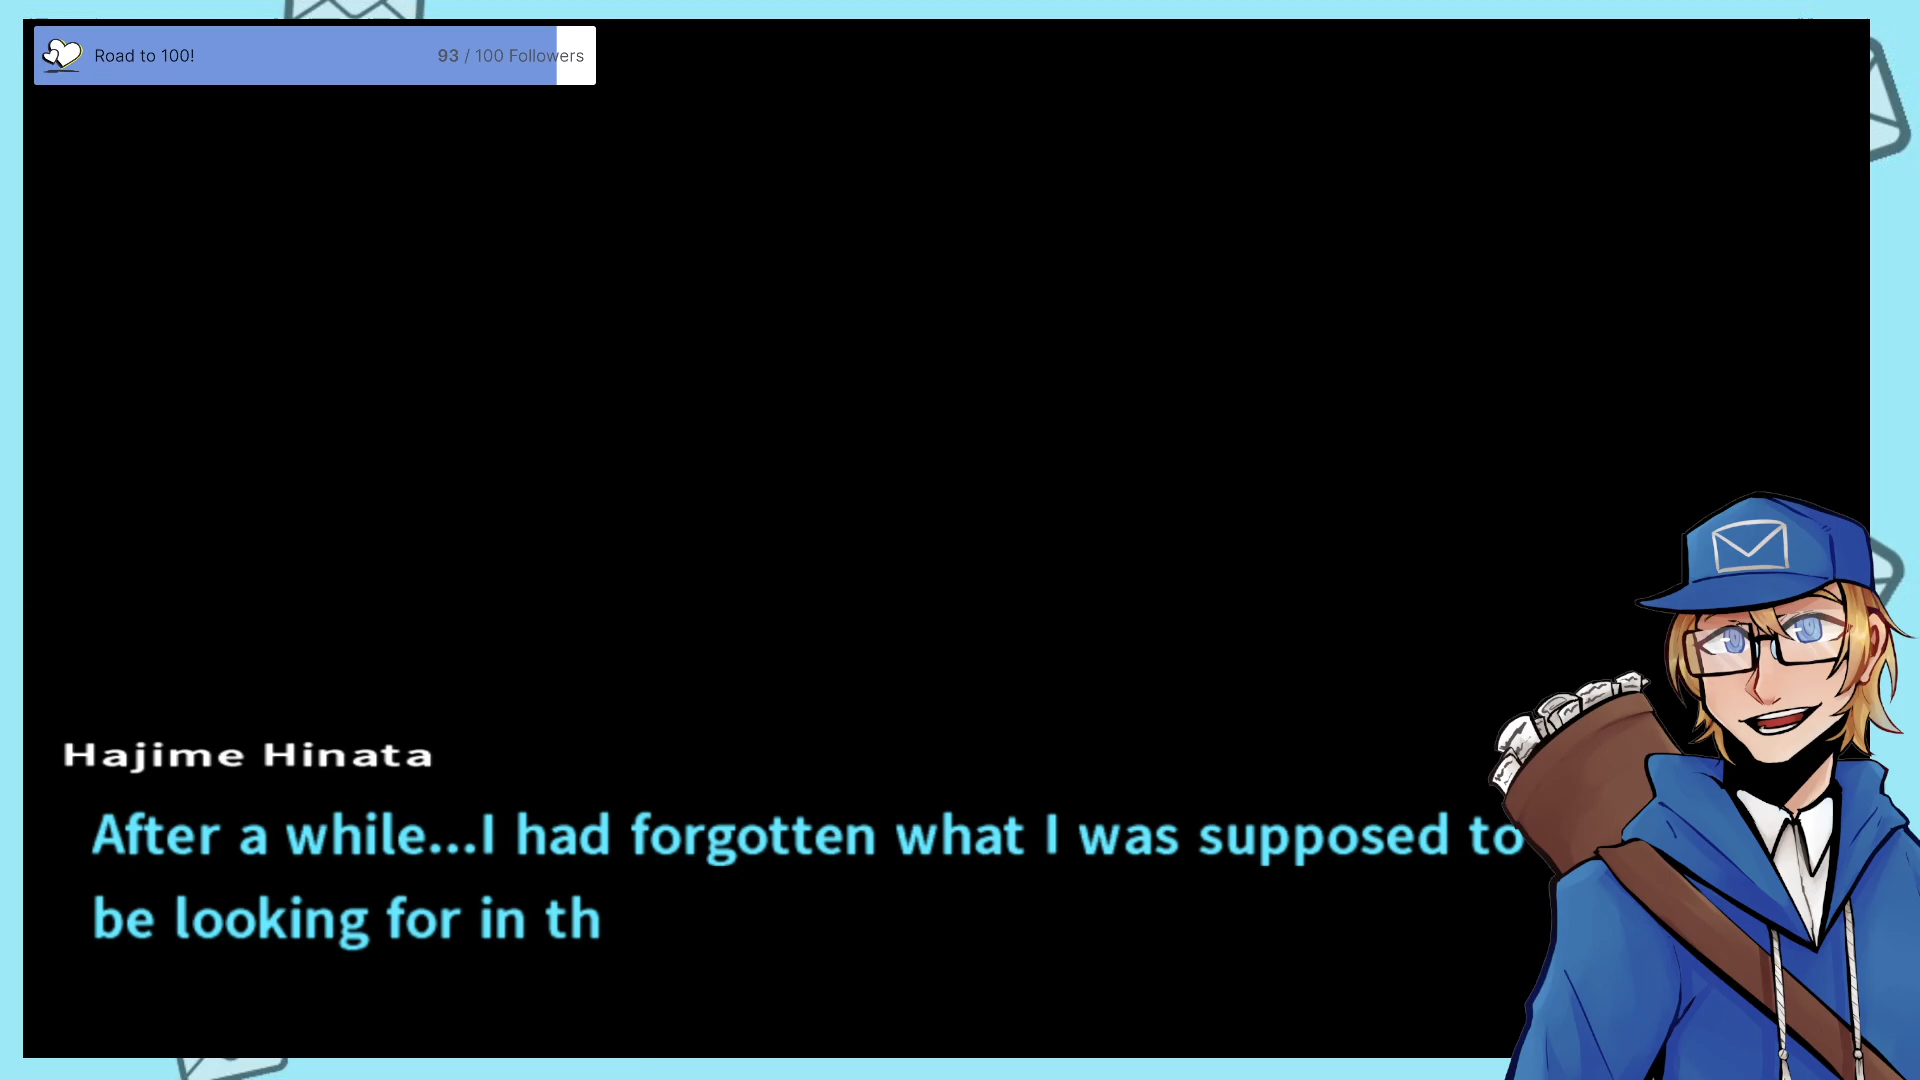 Road to 100!
93 / 100 Followers
Hajime Hinata
After a while...I had forgotten what I was supposed to
be looking for in th